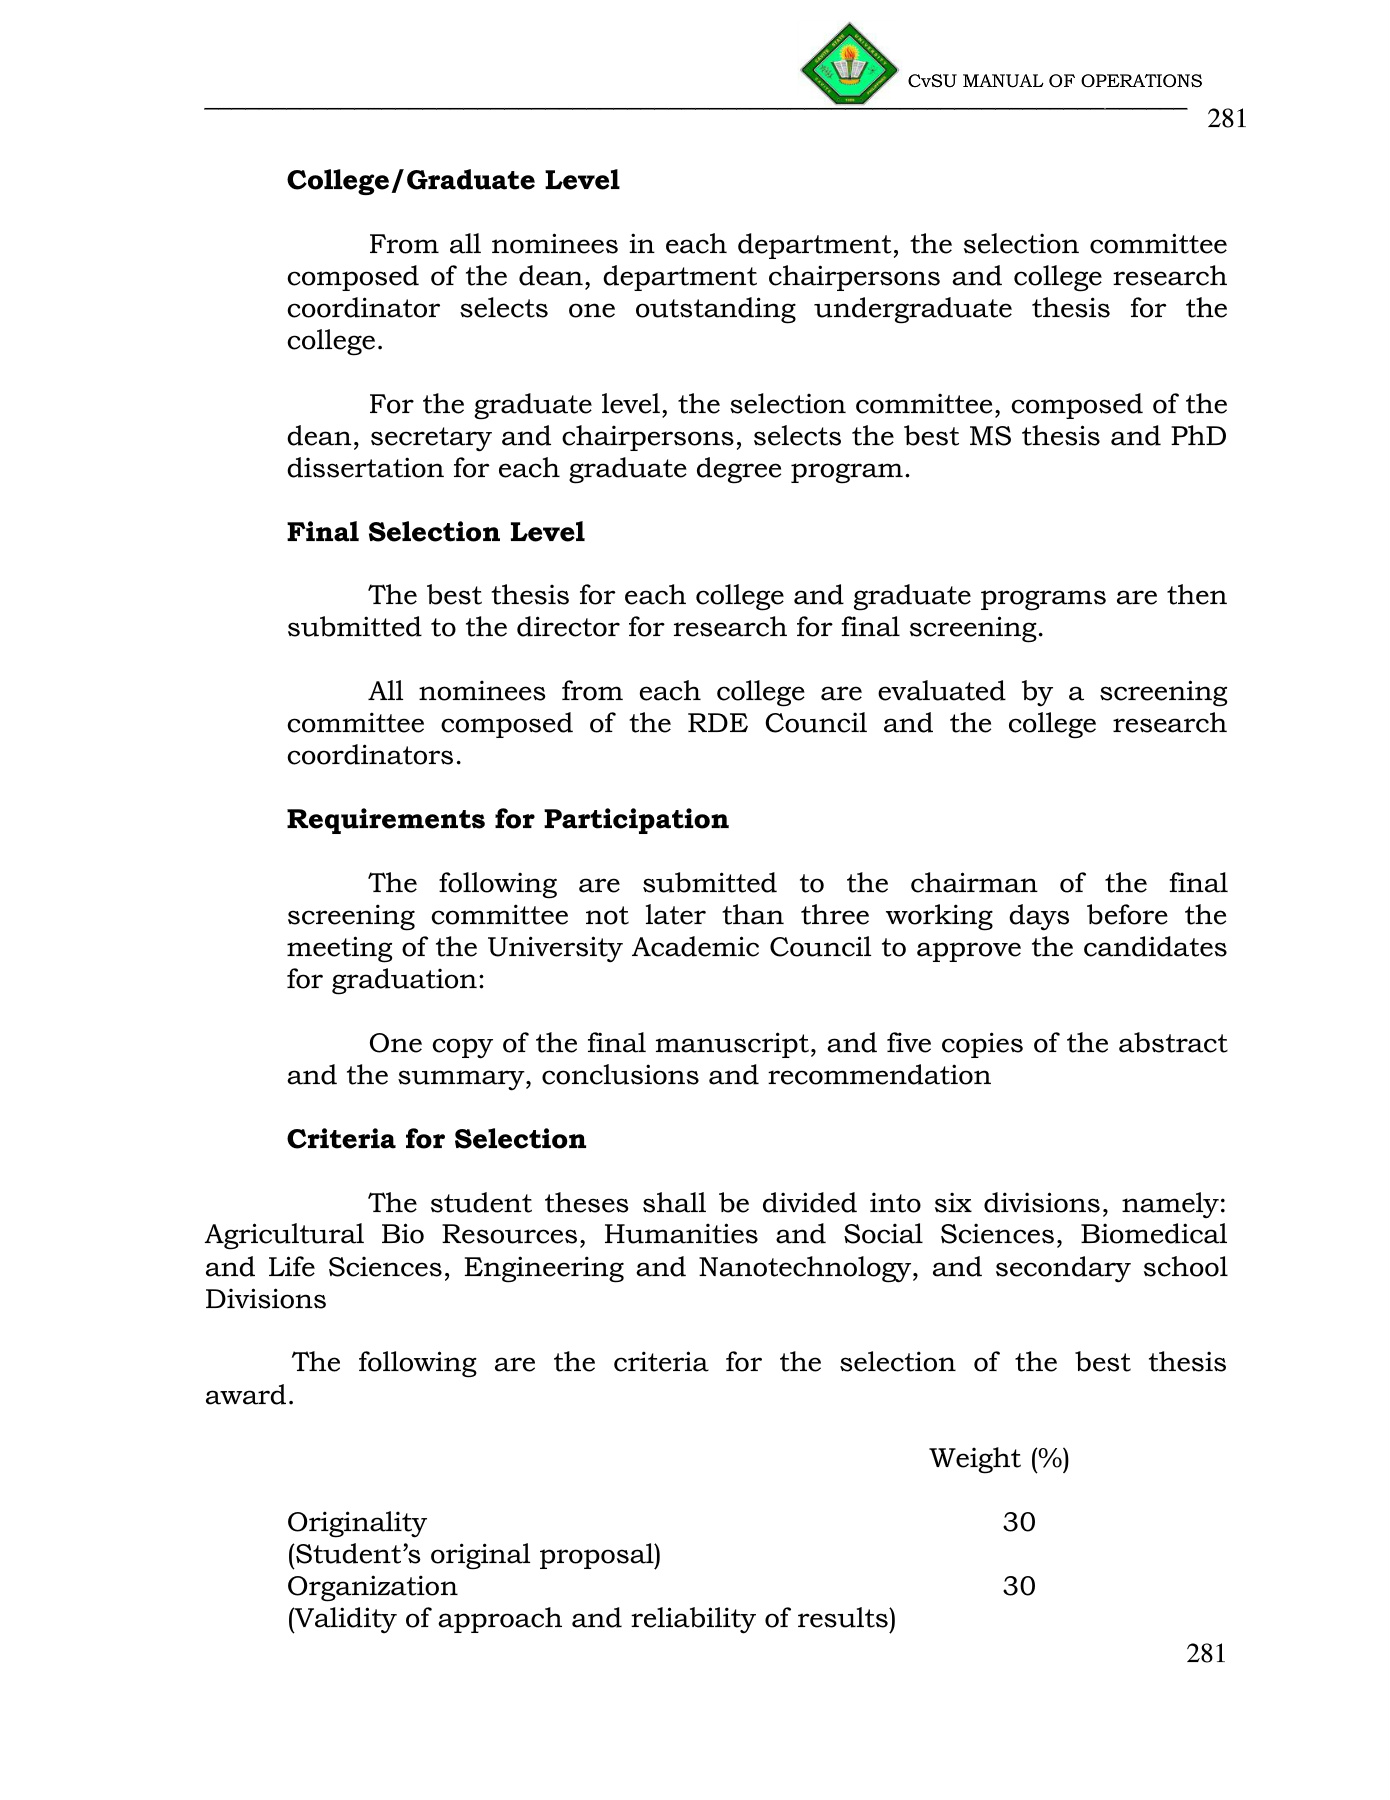 CvSU MANUAL OF OPERATIONS
281
College/Graduate Level
From all nominees in each department, the selection committee
composed of the dean, department chairpersons and college research
coordinator selects one outstanding undergraduate thesis for the
college.
For the graduate level, the selection committee, composed of the
dean, secretary and chairpersons, selects the best MS thesis and PhD
dissertation for each graduate degree program.
Final Selection Level
The best thesis for each college and graduate programs are then
submitted to the director for research for final screening.
All nominees from each college are evaluated by a screening
committee composed of the RDE Council and the college research
coordinators.
Requirements for Participation
The following are submitted to the chairman of the final
screening committee not later than three working days before the
meeting of the University Academic Council to approve the candidates
for graduation:
One copy of the final manuscript, and five copies of the abstract
and the summary, conclusions and recommendation
Criteria for Selection
The student theses shall be divided into six divisions, namely:
Agricultural Bio Resources, Humanities and Social Sciences, Biomedical
and Life Sciences, Engineering and Nanotechnology, and secondary school
Divisions
The following are the criteria for the selection of the best thesis
award.
Weight (%)
Originality 30
(Student’s original proposal)
Organization 30
(Validity of approach and reliability of results)
281